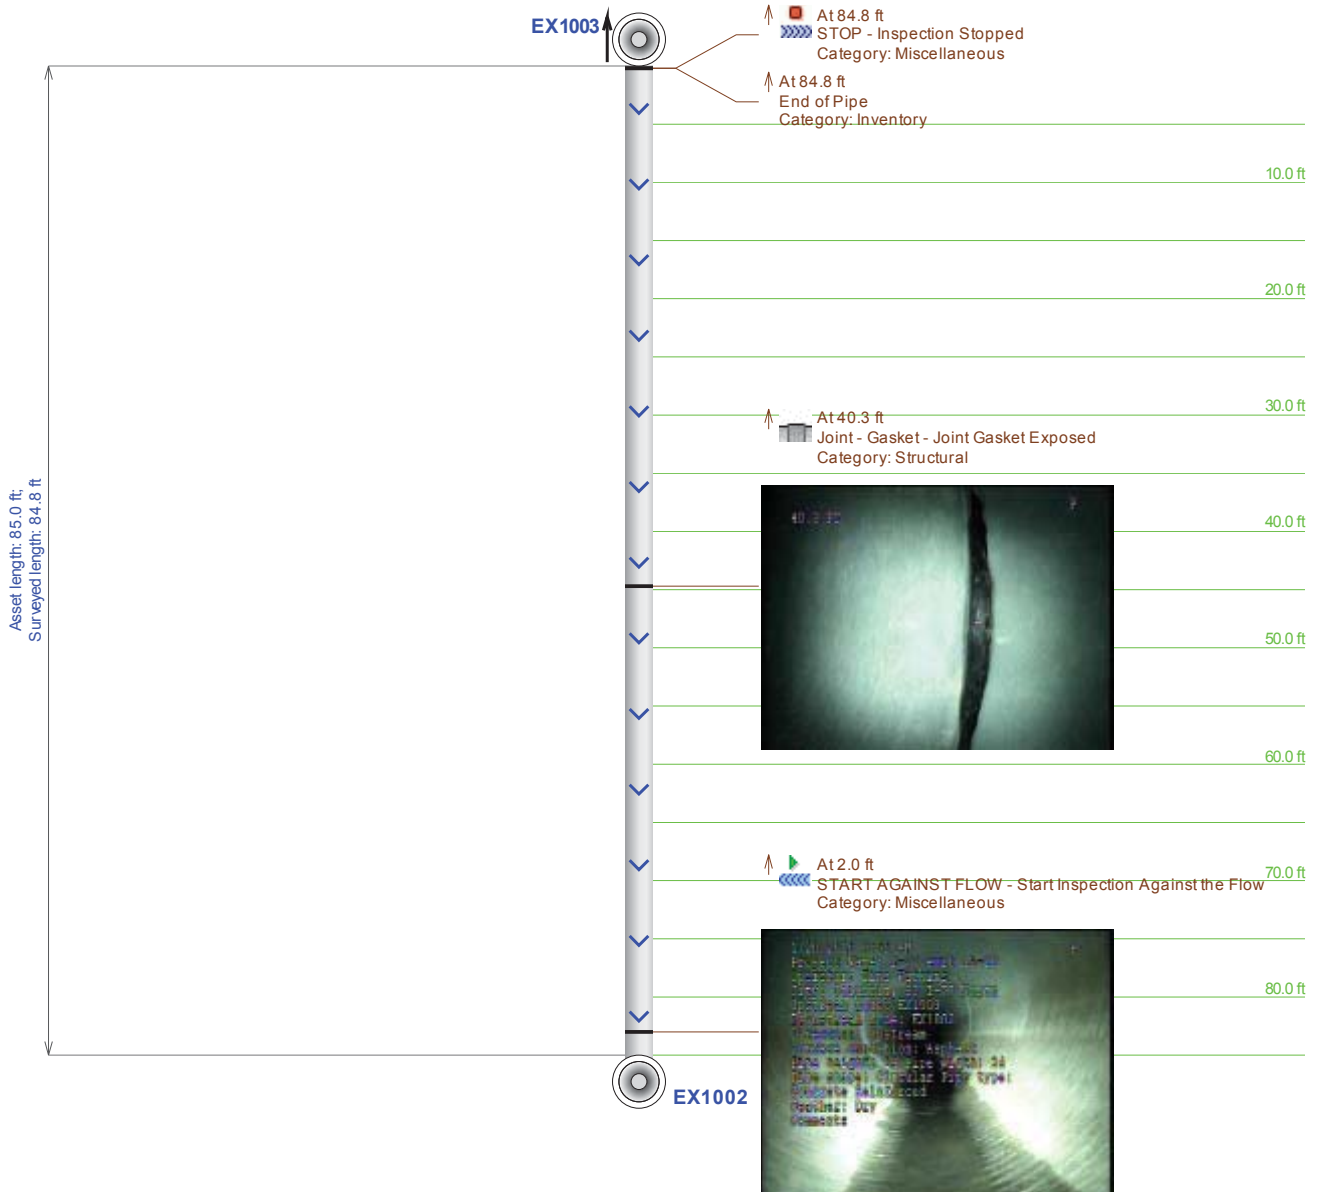 EX1003
At 84.8 ft
STOP - Inspection Stopped
Category: Miscellaneous
At 84.8 ft
End of Pipe
Category: Inventory
10.0 ft
20.0 ft
30.0 ft
At 40.3 ft
Joint - Gasket - Joint Gasket Exposed
Category: Structural
40.0 ft
Asset length: 85.0 ft;
Surveyed length: 84.8 ft
50.0 ft
60.0 ft
At 2.0 ft
70.0 ft
START AGAINST FLOW - Start Inspection Against the Flow
Category: Miscellaneous
80.0 ft
EX1002